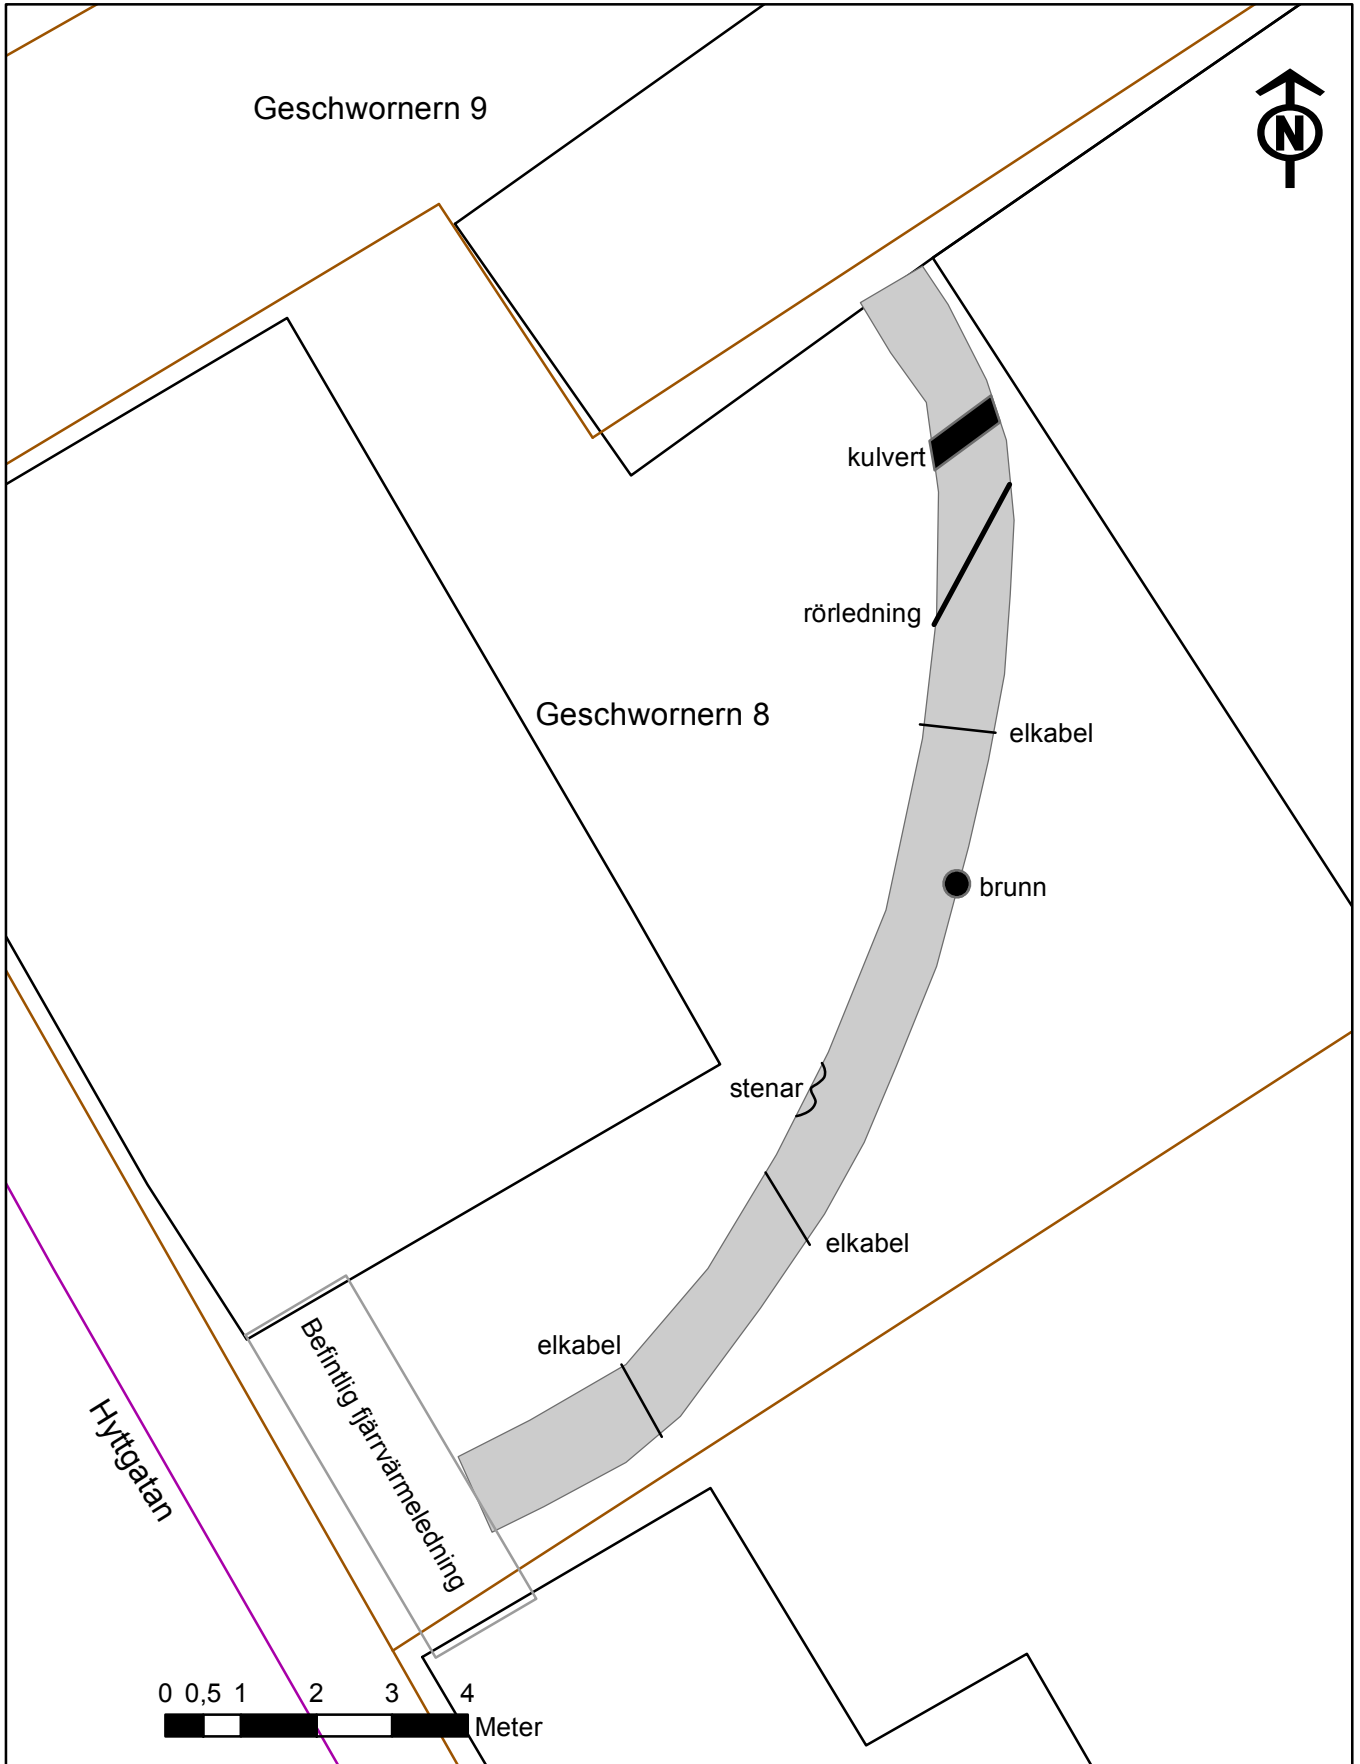 Geschwornern 9
N
kulvert
rörledning
Geschwornern 8
elkabel
brunn
stenar
elkabel
elkabel
Befintlig fjärrvärmeledning
Hyttgatan
0 0,5 1 2 3 4
Meter